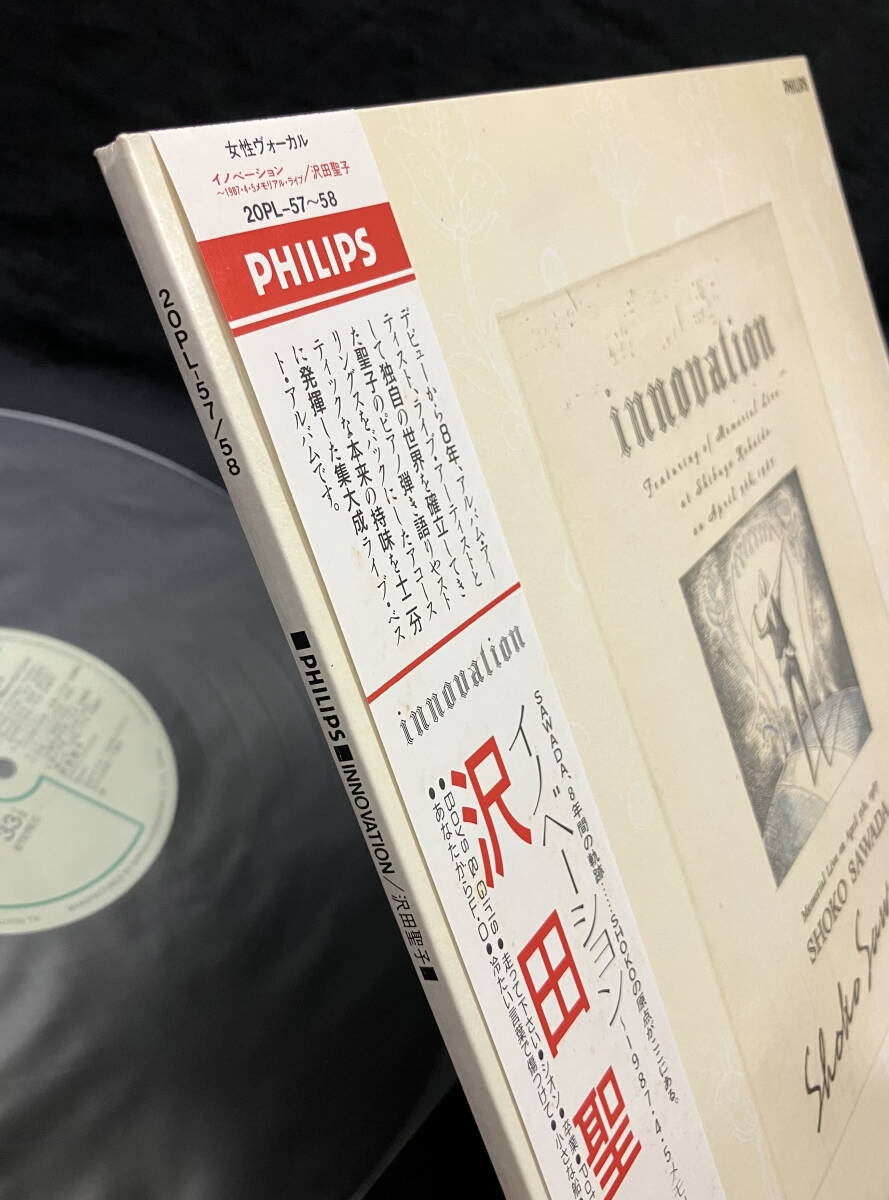 女性ヴォーカル
イノベーション
~1987・4・5メモリアル・ライブ/沢田聖子
20PL-57~58
PHILIPS
デビューから8年、アルバム・アー
ティスト、ライブ・アーティストと
して独自の世界を確立してき
た聖子のピアノ弾き語りやスト
リングスをバックにしたアコース
ティックな本来の持味を十二分
に発揮した集大成ライブ・ベス
ト・アルバムです。
innovation
SAWADA、8年間の軌跡……SHOKOの原点がここにある。
イノベーション~1987.4.5メ
沢田聖
●Boys & Girls●走って下さい●シオン●卒業●
●あなたからF.O●冷たい言葉で傷つけて●小さな
20PL-57/58
■PHILIPS■INNOVATION/沢田聖子■
PHILIPS
innovation
Featuring of Memorial Live
at Shibuya Kokaido
on April 5th 1987
Memorial Live on April 5th 1987
SHOKO SAWAD
Shoko Saw
33⅓
STEREO